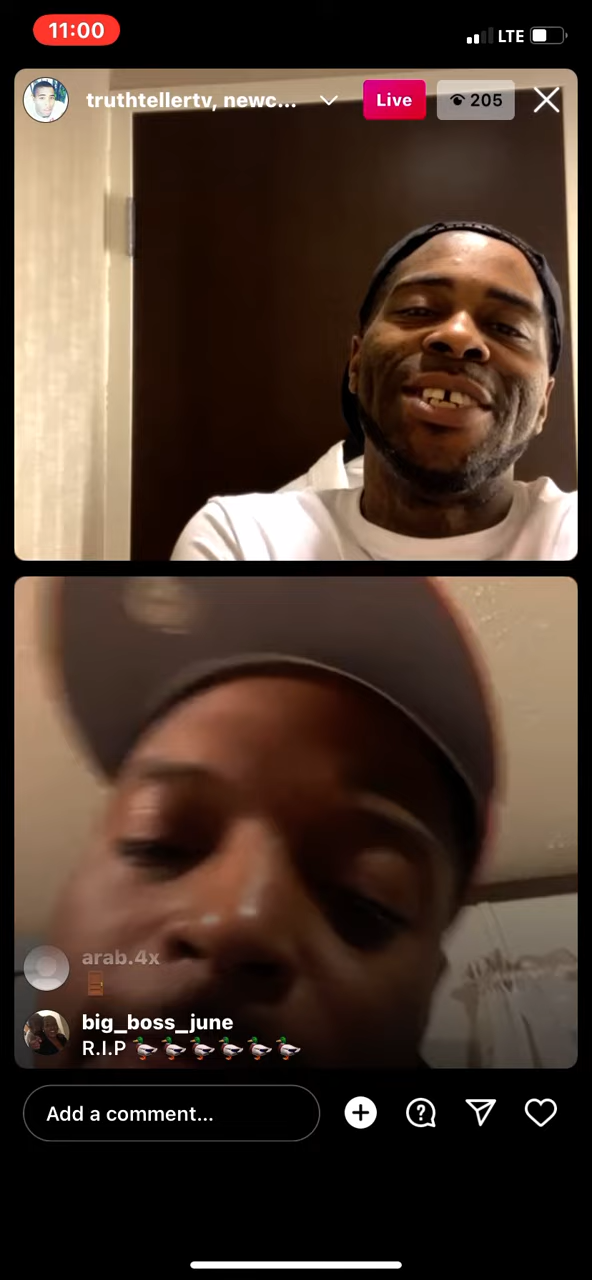 11:00
LTE
truthtellertv, newc...
Live
205
arab.4x
big_boss_june
R.I.P 🦆🦆🦆🦆🦆🦆
Add a comment...